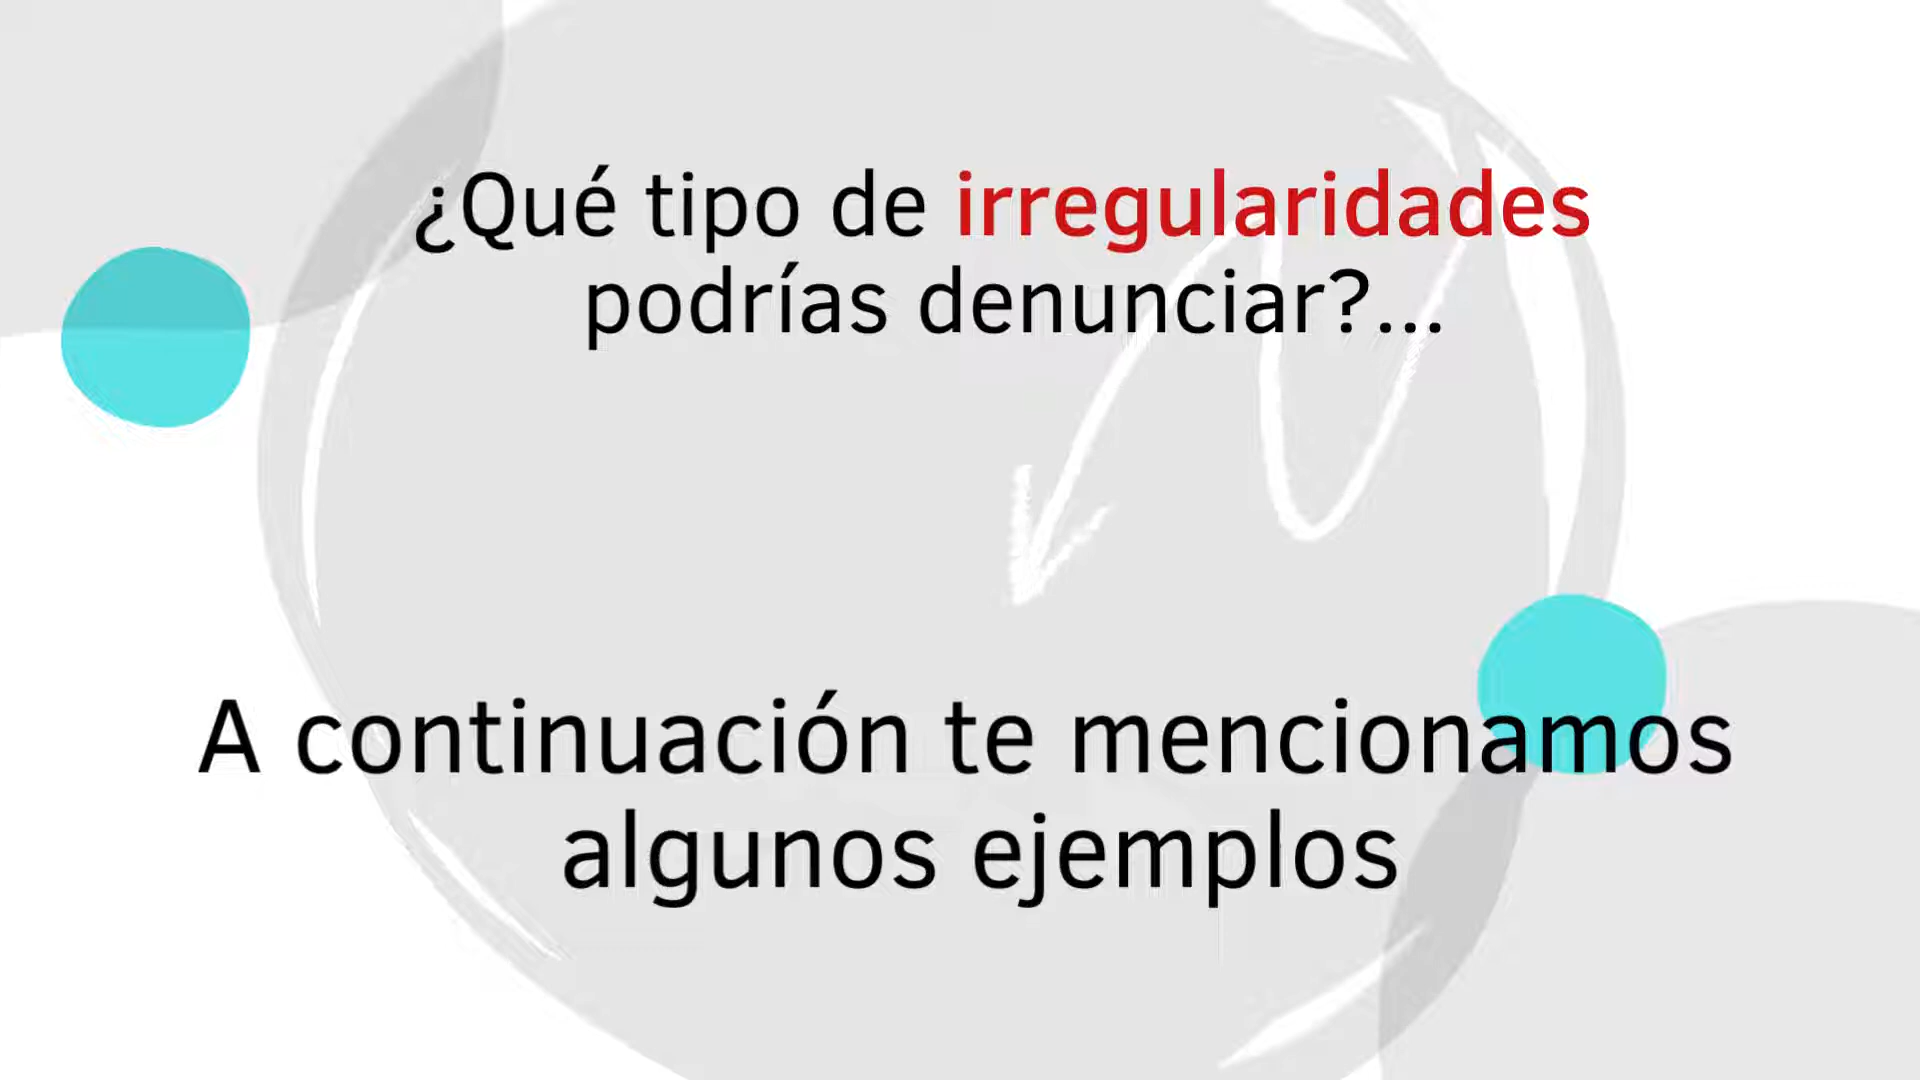 ¿Qué tipo de irregularidades
podrías denunciar?...
A continuación te mencionamos
algunos ejemplos